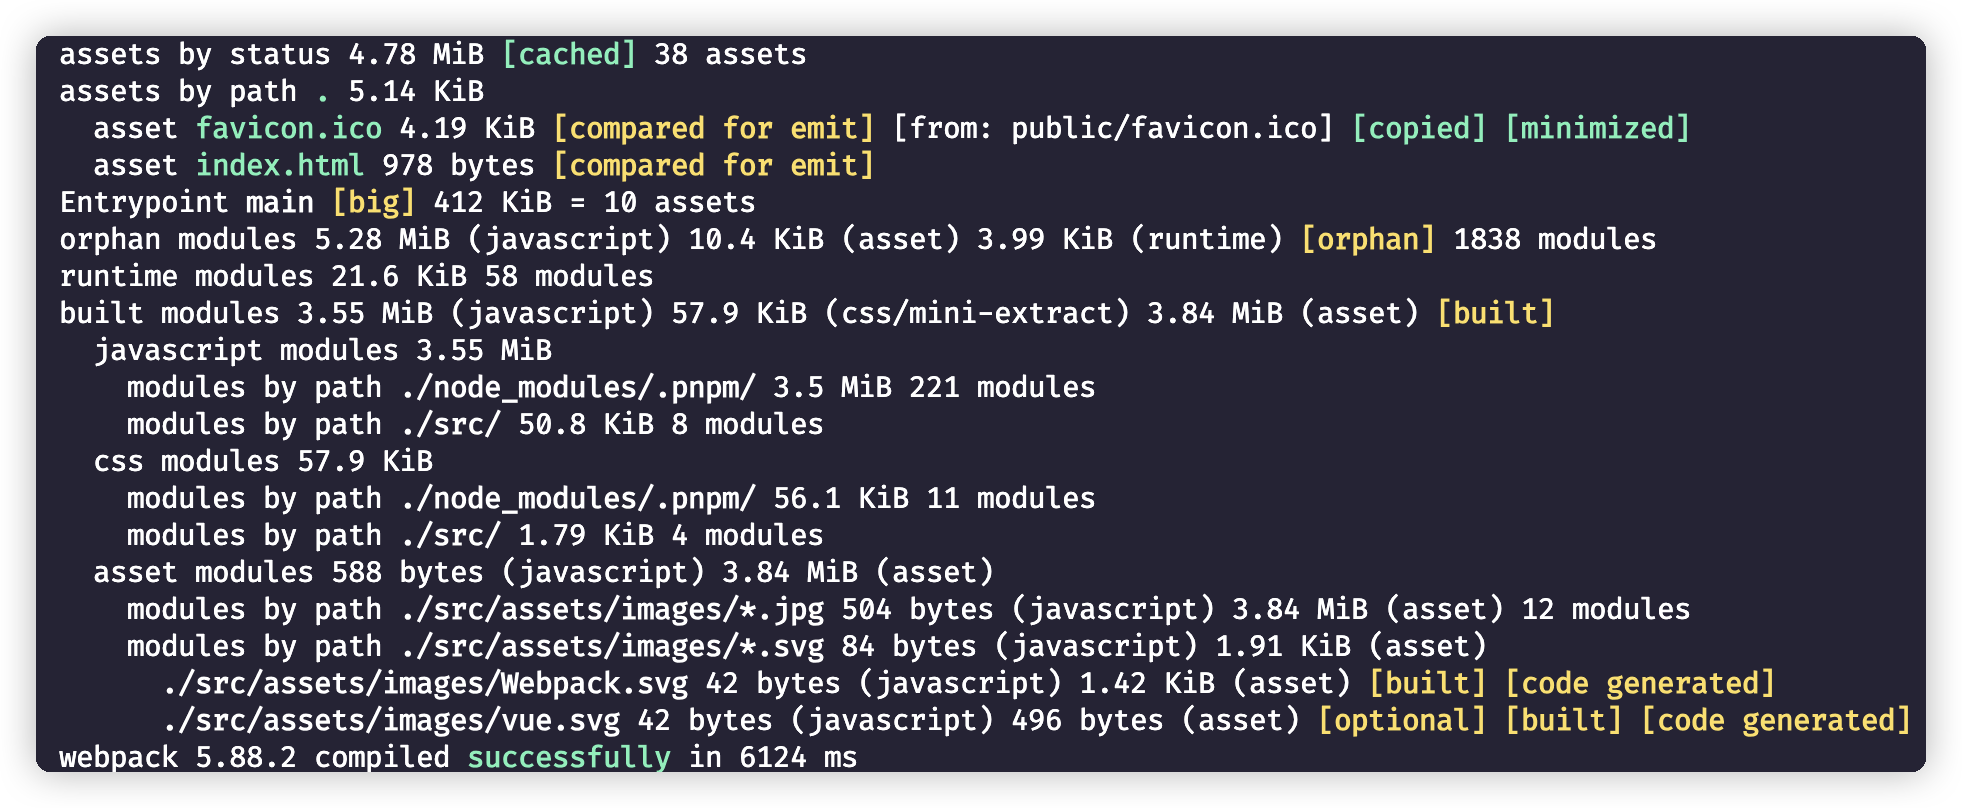 assets by status 4.78 MiB [cached] 38 assets
assets by path . 5.14 KiB
  asset favicon.ico 4.19 KiB [compared for emit] [from: public/favicon.ico] [copied] [minimized]
  asset index.html 978 bytes [compared for emit]
Entrypoint main [big] 412 KiB = 10 assets
orphan modules 5.28 MiB (javascript) 10.4 KiB (asset) 3.99 KiB (runtime) [orphan] 1838 modules
runtime modules 21.6 KiB 58 modules
built modules 3.55 MiB (javascript) 57.9 KiB (css/mini-extract) 3.84 MiB (asset) [built]
  javascript modules 3.55 MiB
    modules by path ./node_modules/.pnpm/ 3.5 MiB 221 modules
    modules by path ./src/ 50.8 KiB 8 modules
  css modules 57.9 KiB
    modules by path ./node_modules/.pnpm/ 56.1 KiB 11 modules
    modules by path ./src/ 1.79 KiB 4 modules
  asset modules 588 bytes (javascript) 3.84 MiB (asset)
    modules by path ./src/assets/images/*.jpg 504 bytes (javascript) 3.84 MiB (asset) 12 modules
    modules by path ./src/assets/images/*.svg 84 bytes (javascript) 1.91 KiB (asset)
      ./src/assets/images/Webpack.svg 42 bytes (javascript) 1.42 KiB (asset) [built] [code generated]
      ./src/assets/images/vue.svg 42 bytes (javascript) 496 bytes (asset) [optional] [built] [code generated]
webpack 5.88.2 compiled successfully in 6124 ms